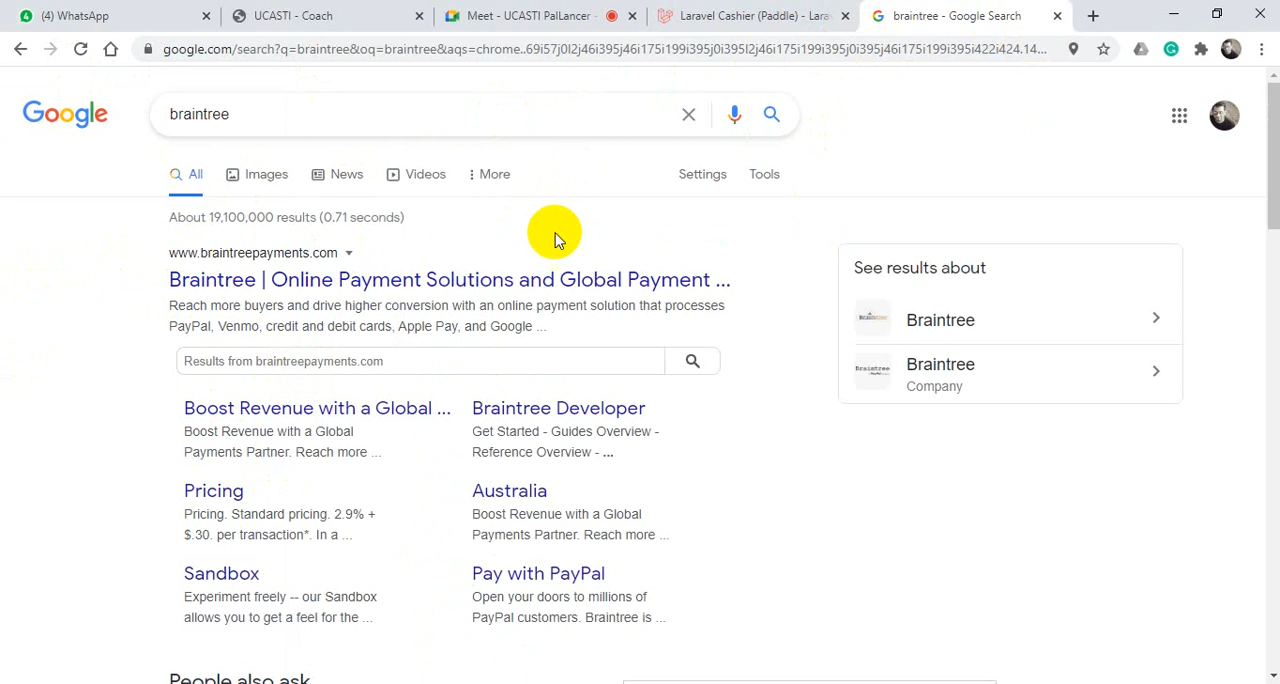 (4) WhatsApp
UCASTI - Coach
Meet - UCASTI PalLancer -
Laravel Cashier (Paddle) - Lara
braintree - Google Search
google.com/search?q=braintree&oq=braintree&aqs=chrome..69i57j0l2j46i395j46i175i199i395j0i395l2j46i175i199i395j0i395j46i175i199i395i422i424.14...
Google
braintree
All
Images
News
Videos
More
Settings
Tools
About 19,100,000 results (0.71 seconds)
www.braintreepayments.com
Braintree | Online Payment Solutions and Global Payment ...
Reach more buyers and drive higher conversion with an online payment solution that processes
PayPal, Venmo, credit and debit cards, Apple Pay, and Google ...
Results from braintreepayments.com
Boost Revenue with a Global ...
Boost Revenue with a Global
Payments Partner. Reach more ...
Braintree Developer
Get Started - Guides Overview -
Reference Overview - ...
Pricing
Pricing. Standard pricing. 2.9% +
$.30. per transaction*. In a ...
Australia
Boost Revenue with a Global
Payments Partner. Reach more ...
Sandbox
Experiment freely -- our Sandbox
allows you to get a feel for the ...
Pay with PayPal
Open your doors to millions of
PayPal customers. Braintree is ...
People also ask
See results about
Braintree
Braintree
Company